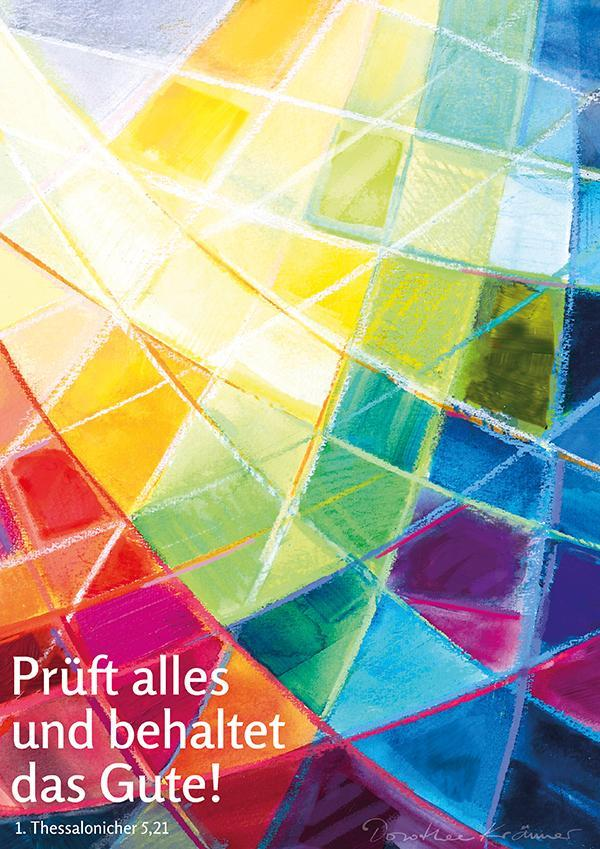 Prüft alles
und behaltet
das Gute!
1. Thessalonicher 5,21
Dorothee Krämer